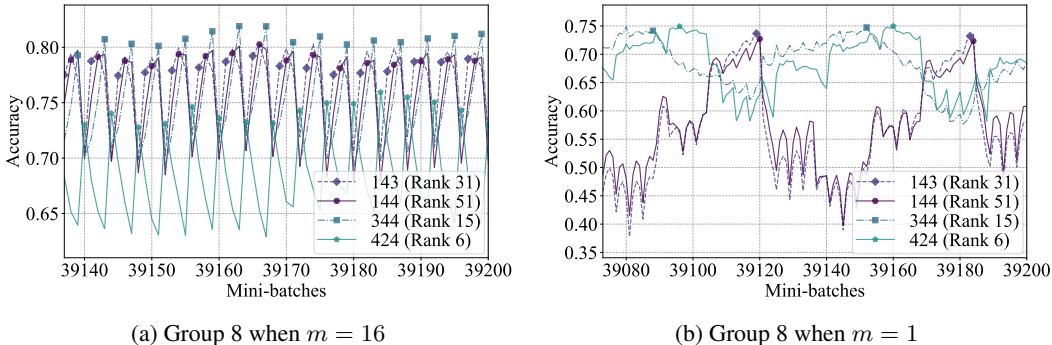 0.80
0.75
0.70
0.65
Accuracy
39140 39150 39160 39170 39180 39190 39200
Mini-batches
143 (Rank 31)
144 (Rank 51)
344 (Rank 15)
424 (Rank 6)
(a) Group 8 when m = 16
0.75
0.70
0.65
0.60
0.55
0.50
0.45
0.40
0.35
Accuracy
39080 39100 39120 39140 39160 39180 39200
Mini-batches
143 (Rank 31)
144 (Rank 51)
344 (Rank 15)
424 (Rank 6)
(b) Group 8 when m = 1